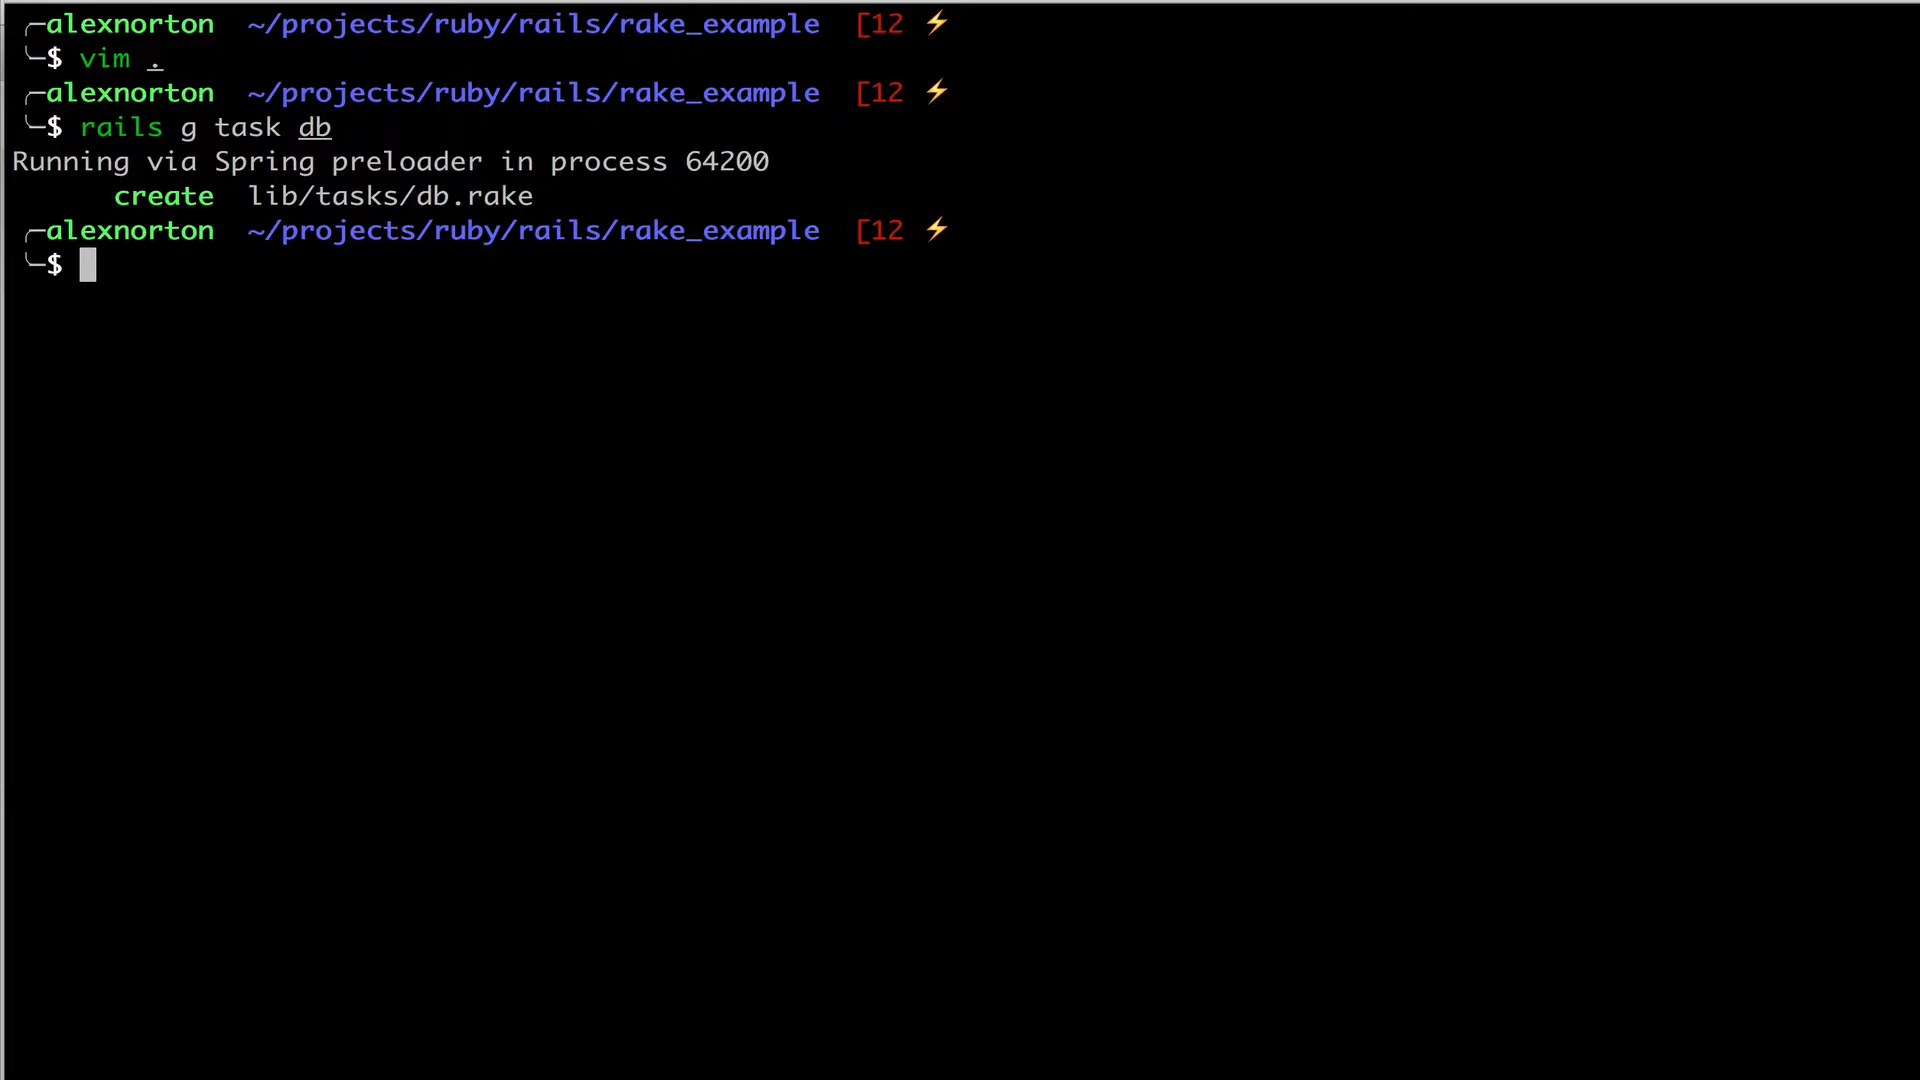 ╭─alexnorton ~/projects/ruby/rails/rake_example [12 ⚡
╰─$ vim .
╭─alexnorton ~/projects/ruby/rails/rake_example [12 ⚡
╰─$ rails g task db
Running via Spring preloader in process 64200
create lib/tasks/db.rake
╭─alexnorton ~/projects/ruby/rails/rake_example [12 ⚡
╰─$